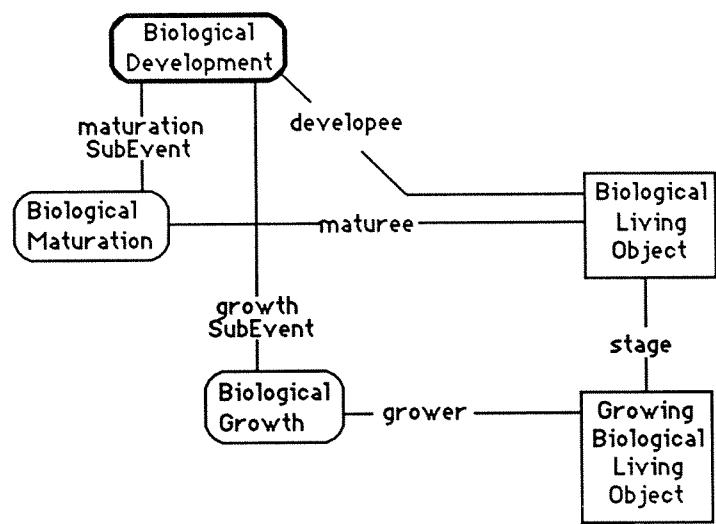 Biological
Development
developee
maturation
SubEvent
Biological
Maturation
maturee
Biological
Living
Object
growth
SubEvent
stage
Biological
Growth
grower
Growing
Biological
Living
Object